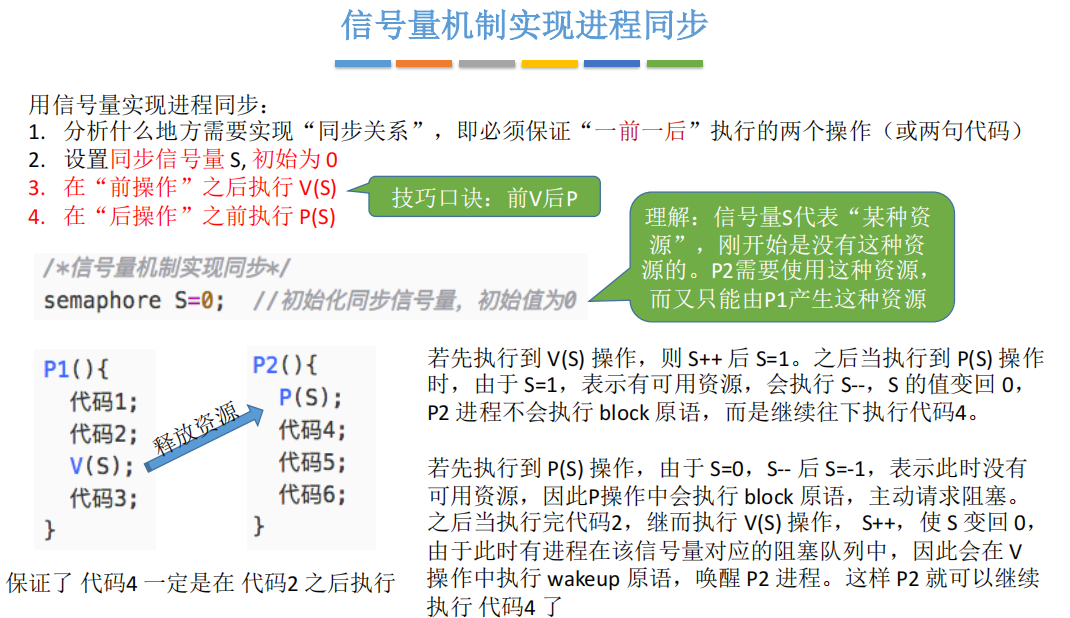 信号量机制实现进程同步
用信号量实现进程同步：
1. 分析什么地方需要实现“同步关系”，即必须保证“一前一后”执行的两个操作（或两句代码）
2. 设置同步信号量 S, 初始为 0
3. 在“前操作”之后执行 V(S)
4. 在“后操作”之前执行 P(S)
技巧口诀：前V后P
理解：信号量S代表“某种资
源”，刚开始是没有这种资
源的。P2需要使用这种资源，
而又只能由P1产生这种资源
/*信号量机制实现同步*/
semaphore S=0;  //初始化同步信号量，初始值为0
P1(){
代码1;
代码2;
V(S);
代码3;
}
释放资源
P2(){
P(S);
代码4;
代码5;
代码6;
}
保证了 代码4 一定是在 代码2 之后执行
若先执行到 V(S) 操作，则 S++ 后 S=1。之后当执行到 P(S) 操作
时，由于 S=1，表示有可用资源，会执行 S--，S 的值变回 0，
P2 进程不会执行 block 原语，而是继续往下执行代码4。
若先执行到 P(S) 操作，由于 S=0，S-- 后 S=-1，表示此时没有
可用资源，因此P操作中会执行 block 原语，主动请求阻塞。
之后当执行完代码2，继而执行 V(S) 操作， S++，使 S 变回 0，
由于此时有进程在该信号量对应的阻塞队列中，因此会在 V
操作中执行 wakeup 原语，唤醒 P2 进程。这样 P2 就可以继续
执行 代码4 了